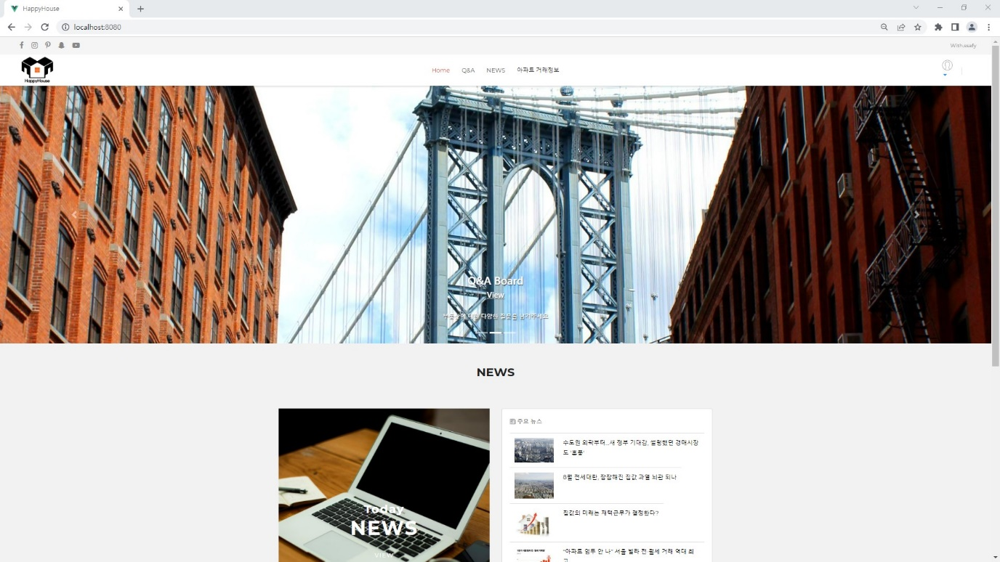 HappyHouse
localhost:8080
Withssafy
HappyHouse
Home
Q&A
NEWS
아파트 거래정보
Q&A Board
View
부동산에 대한 다양한 질문을 남겨주세요
NEWS
Today
NEWS
VIEW
주요 뉴스
수도권 외곽부터...새 정부 기대감, 썰렁했던 경매시장
도 '훈풍'
8월 전세대란, 잠잠해진 집값 과열 뇌관 되나
집값의 미래는 재택근무가 결정한다?
"아파트 엄두 안 나" 서울 빌라 전·월세 거래 역대 최
고